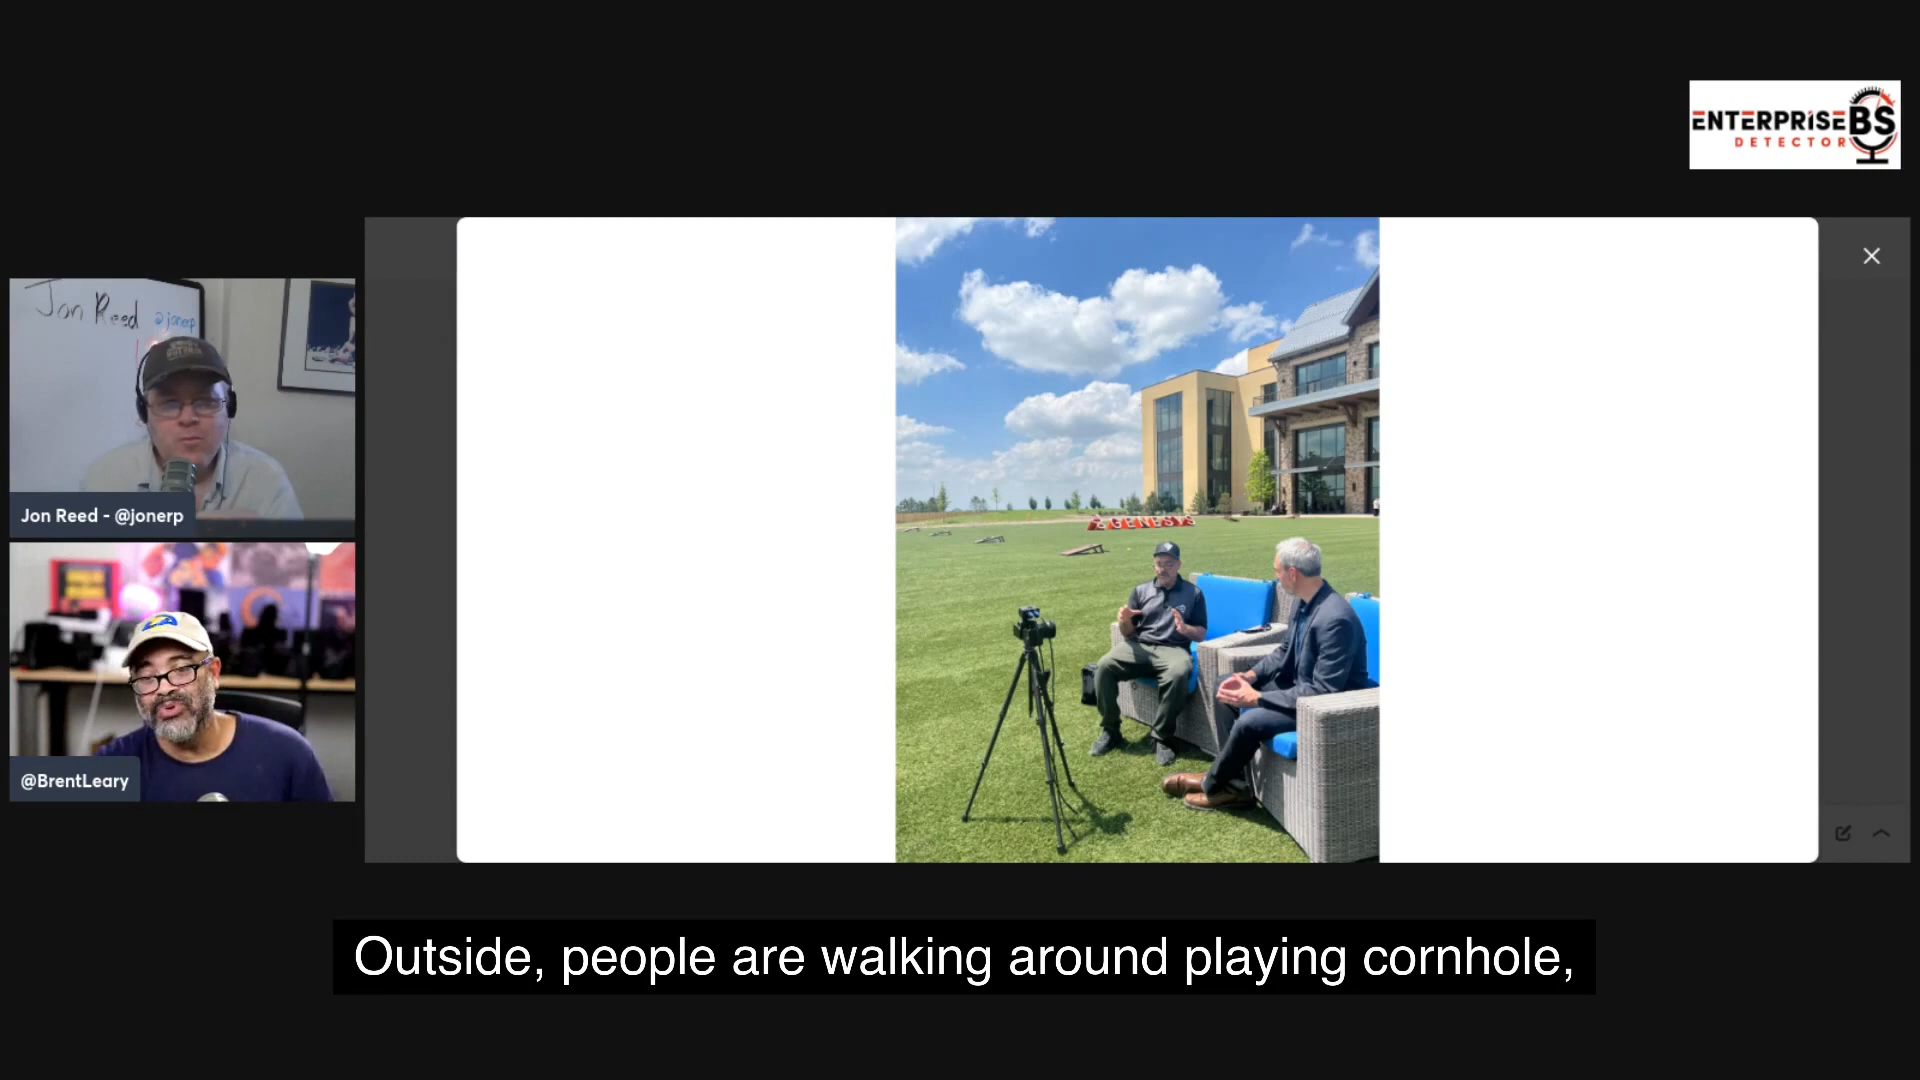 ENTERPRISE BS
DETECTOR
Jon Reed
@jonerp
Jon Reed - @jonerp
GENESYS
@BrentLeary
Outside, people are walking around playing cornhole,